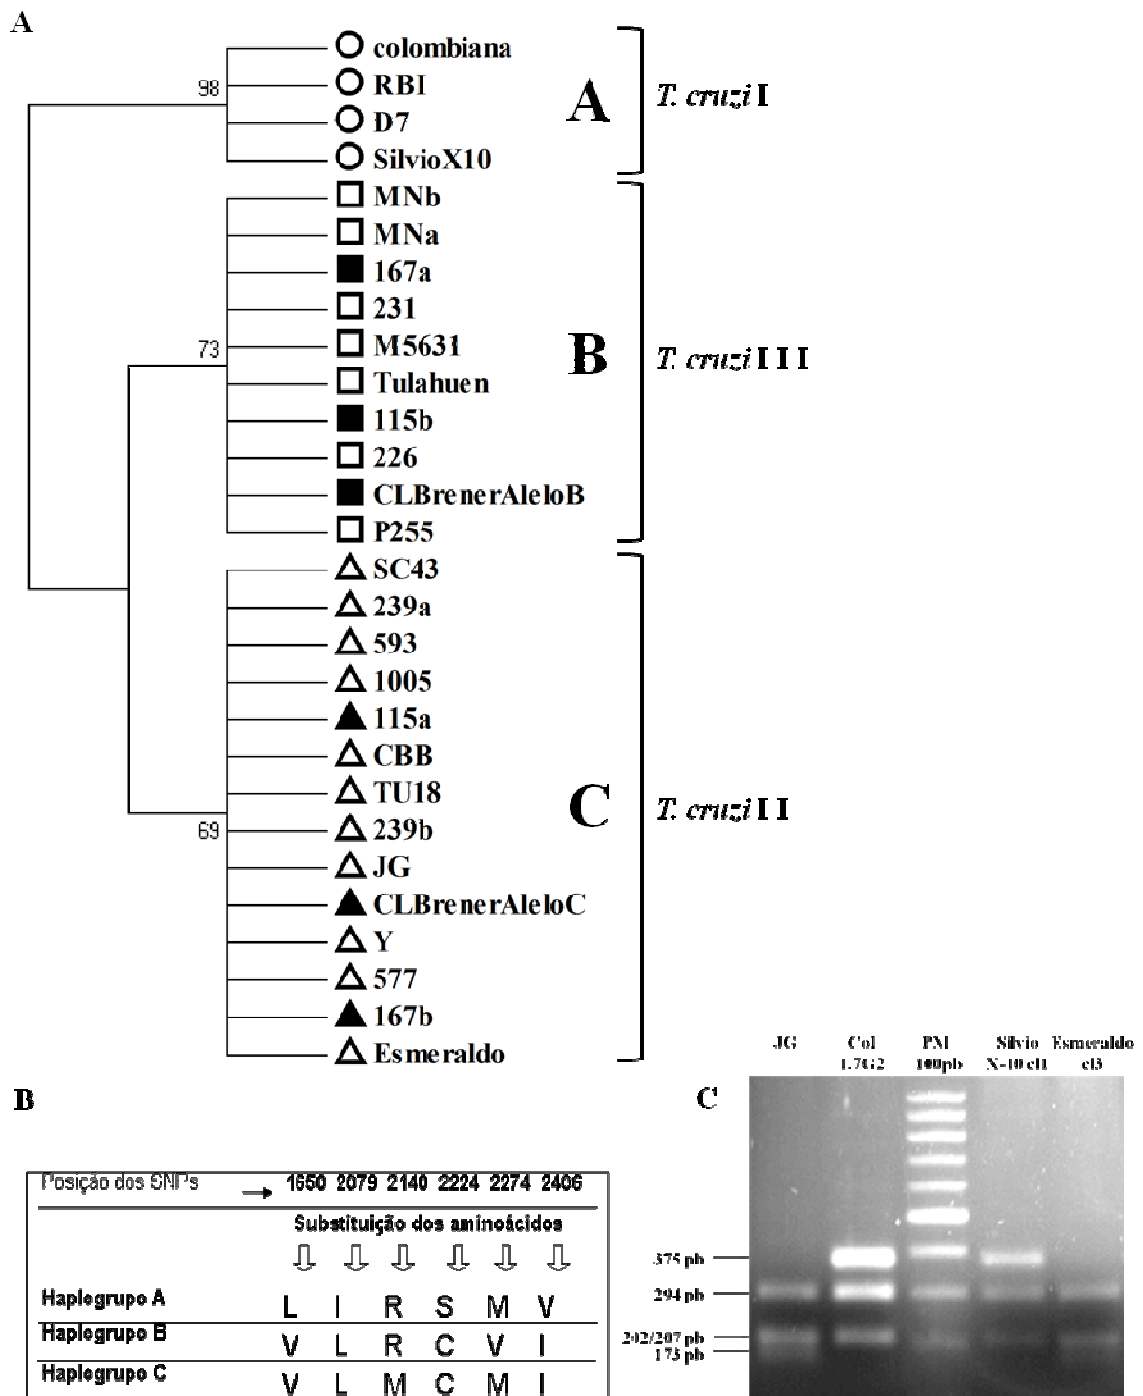 A
colombiana
98
RBI
A
T. cruzi I
D7
SilvioX10
MNb
MNa
167a
231
73
M5631
B
T. cruzi I I I
Tulahuen
115b
226
CLBrenerAleloB
P255
SC43
239a
593
1005
115a
CBB
TU18
C
T. cruzi I I
69
239b
JG
CLBrenerAleloC
Y
577
167b
Esmeraldo
B
Posição dos SNPs → 1650 2079 2140 2224 2274 2406
Substituição dos aminoácidos
Haplogrupo A L I R S M V
Haplogrupo B V L R C V I
Haplogrupo C V L M C M I
C
JG Col PM Silvio Esmeraldo
1.7G2 100pb X-10 cl1 cl3
375 pb
294 pb
202/207 pb
173 pb